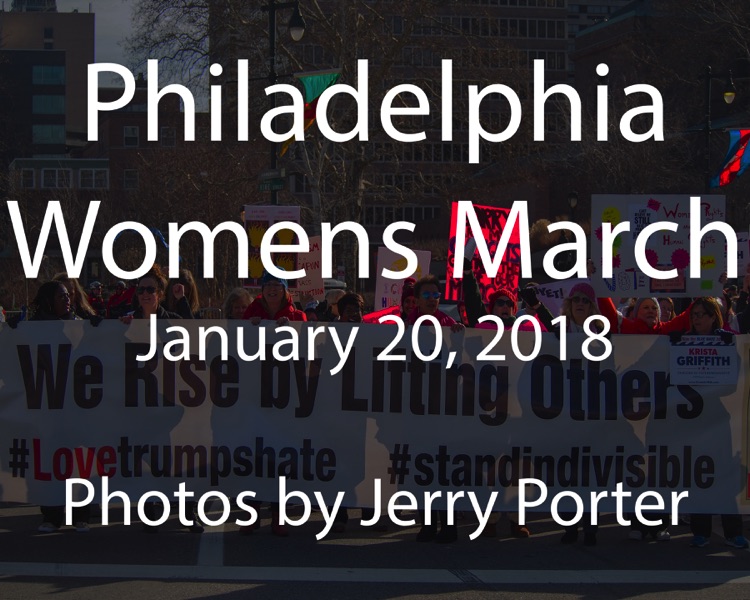 Philadelphia
Womens March
January 20, 2018
We Rise by Lifting Others
KRISTA
GRIFFITH
#Lovetrumpshate #standindivisible
Photos by Jerry Porter